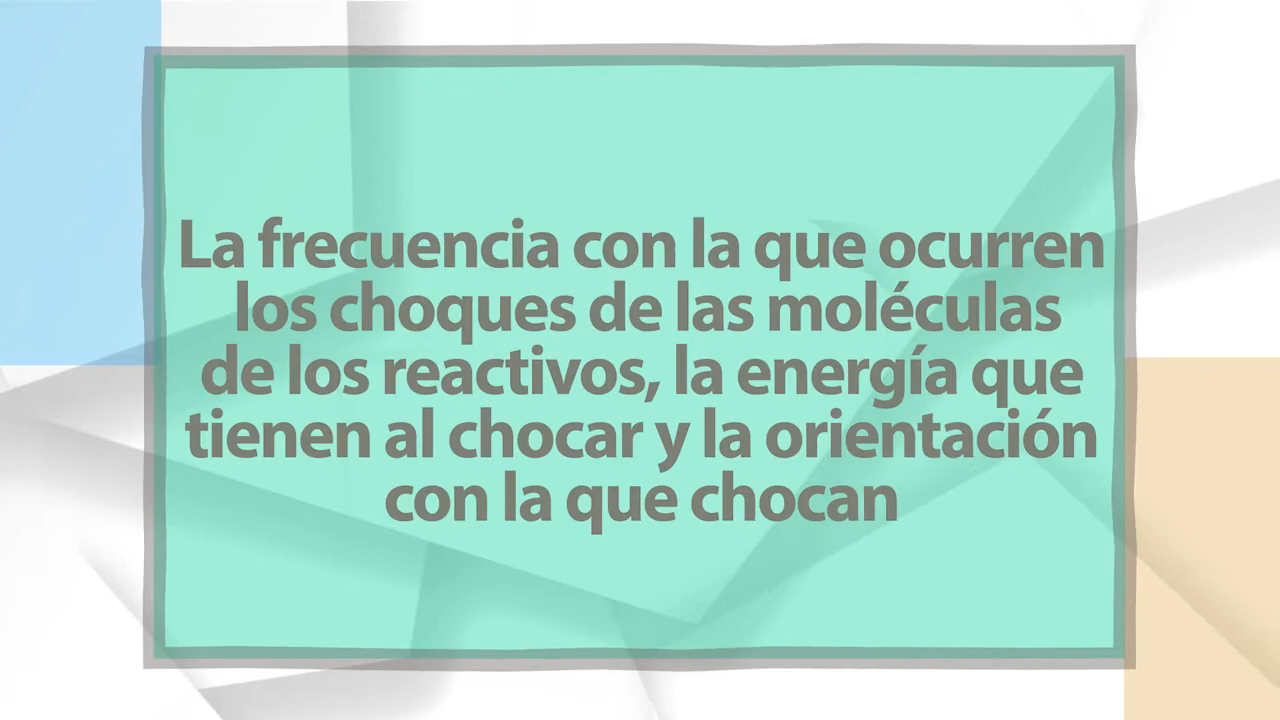 La frecuencia con la que ocurren
los choques de las moléculas
de los reactivos, la energía que
tienen al chocar y la orientación
con la que chocan